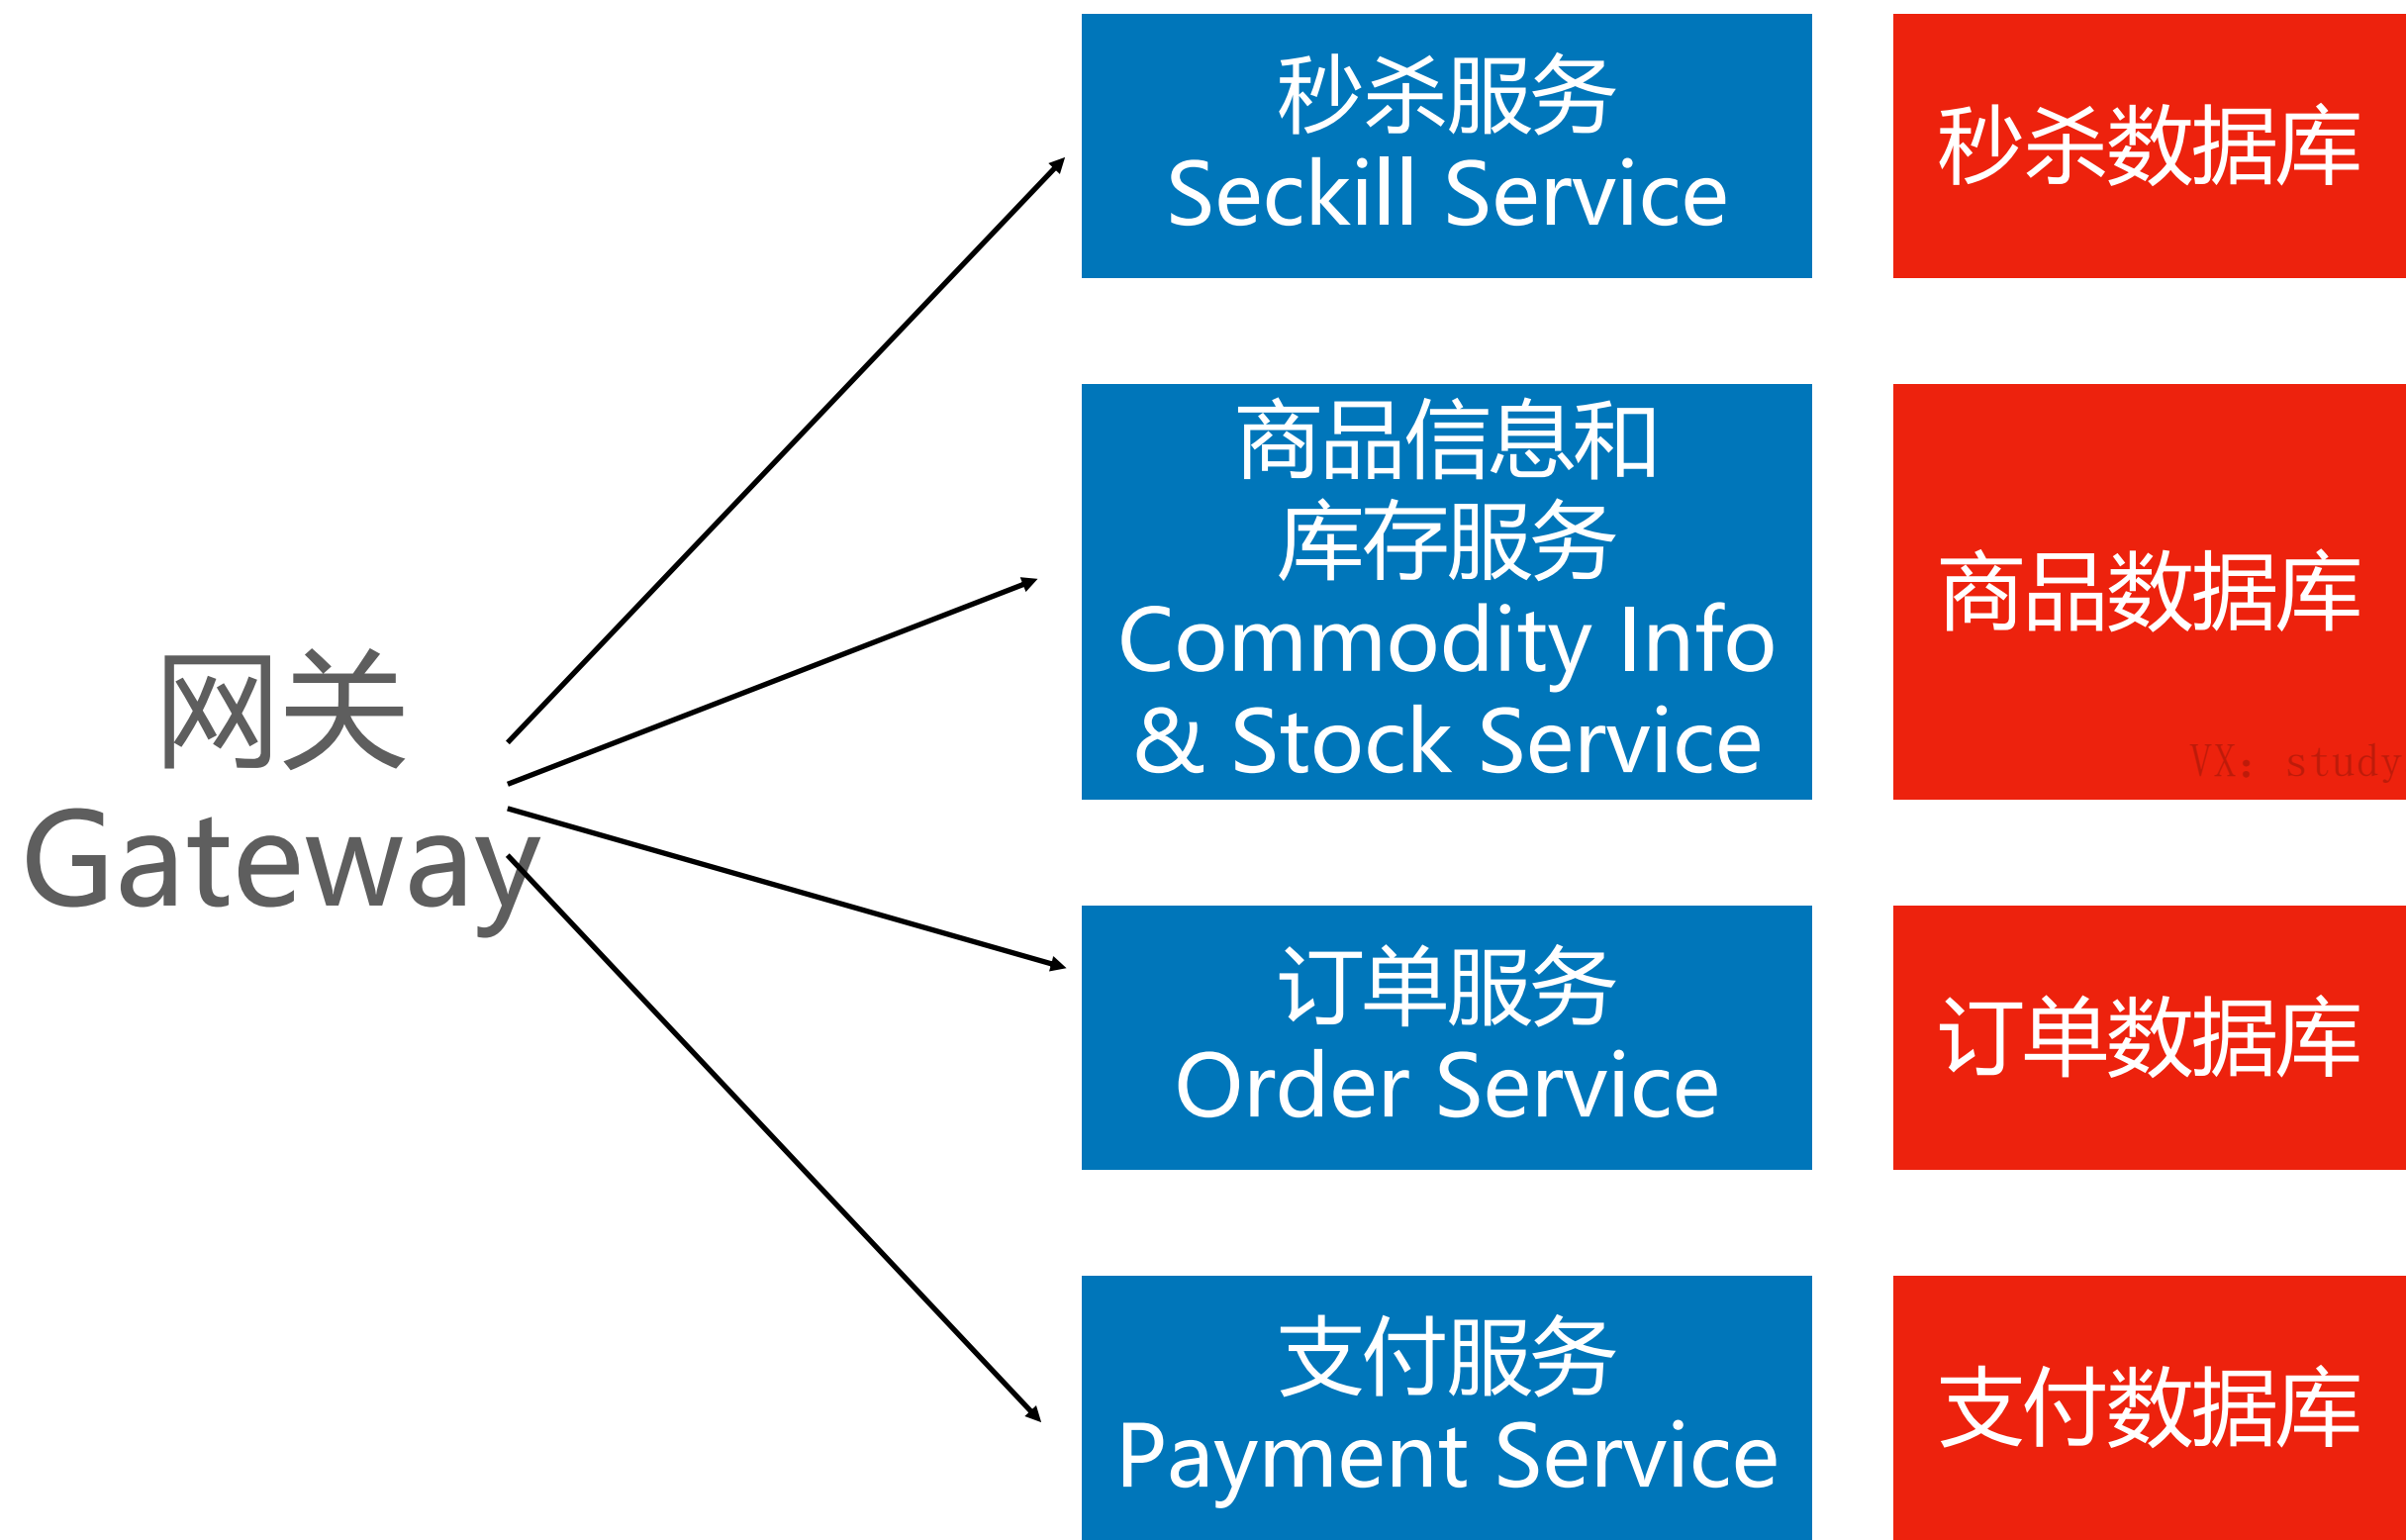 网关
Gateway
秒杀服务
Seckill Service
秒杀数据库
商品信息和
库存服务
Commodity Info
& Stock Service
商品数据库
VX: study
订单服务
Order Service
订单数据库
支付服务
Payment Service
支付数据库